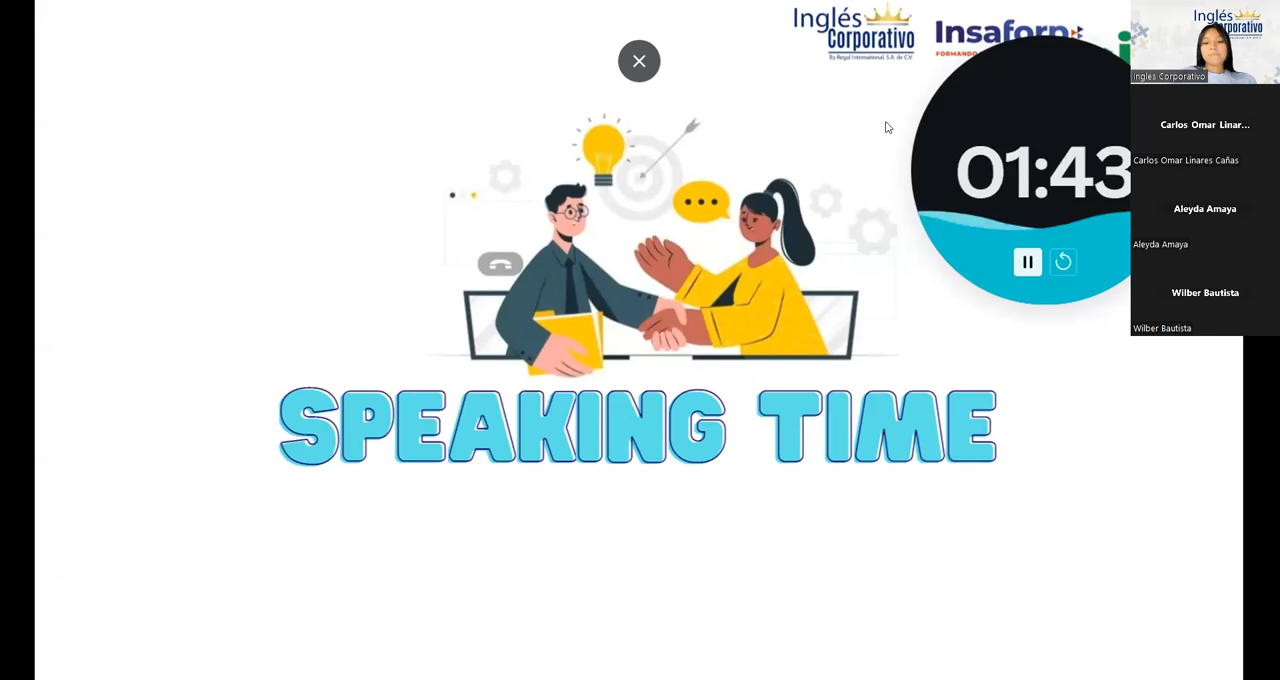 Inglés
Corporativo
By Regal International, S.A. de C.V.
Insaforp
FORMANDO
01:43
SPEAKING TIME
Inglés
Corporativo
Ingles Corporativo
Carlos Omar Linar...
Carlos Omar Linares Cañas
Aleyda Amaya
Aleyda Amaya
Wilber Bautista
Wilber Bautista